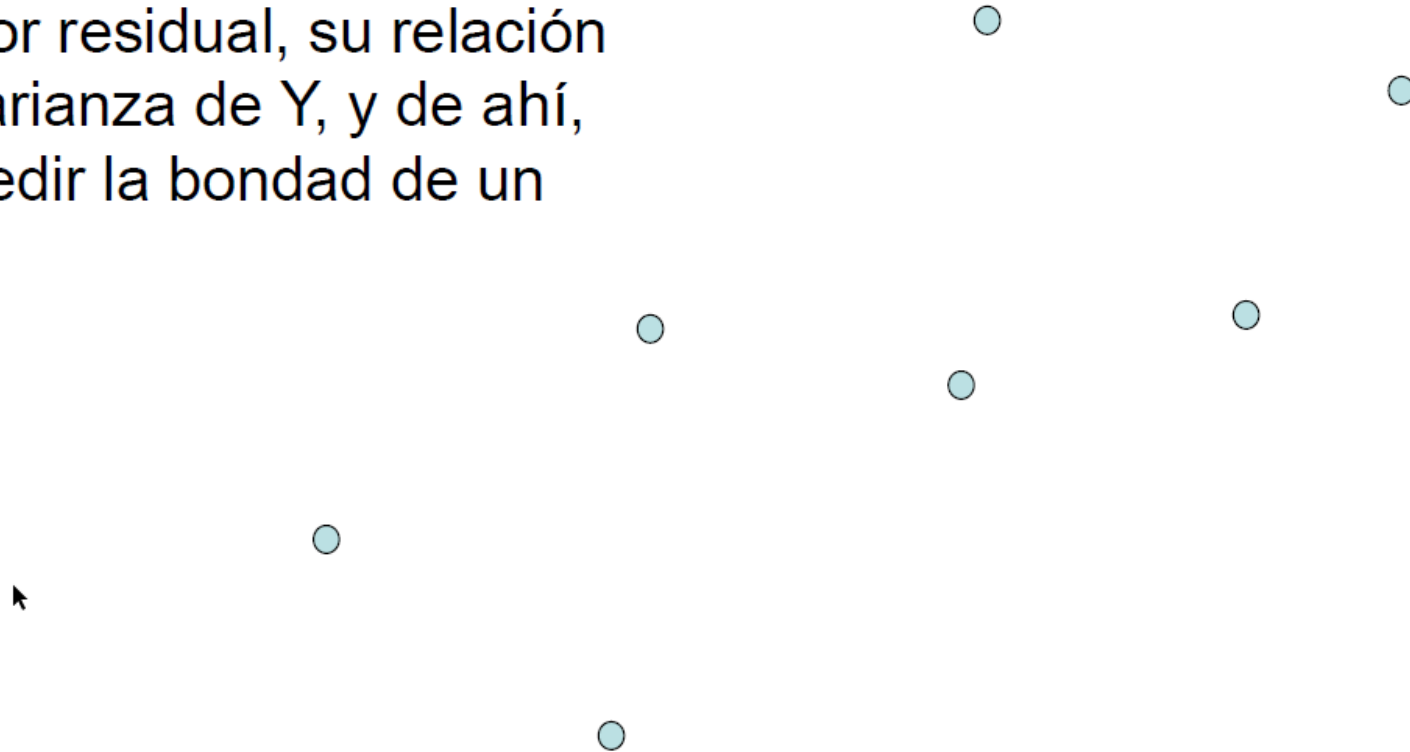 or residual, su relación
arianza de Y, y de ahí,
edir la bondad de un